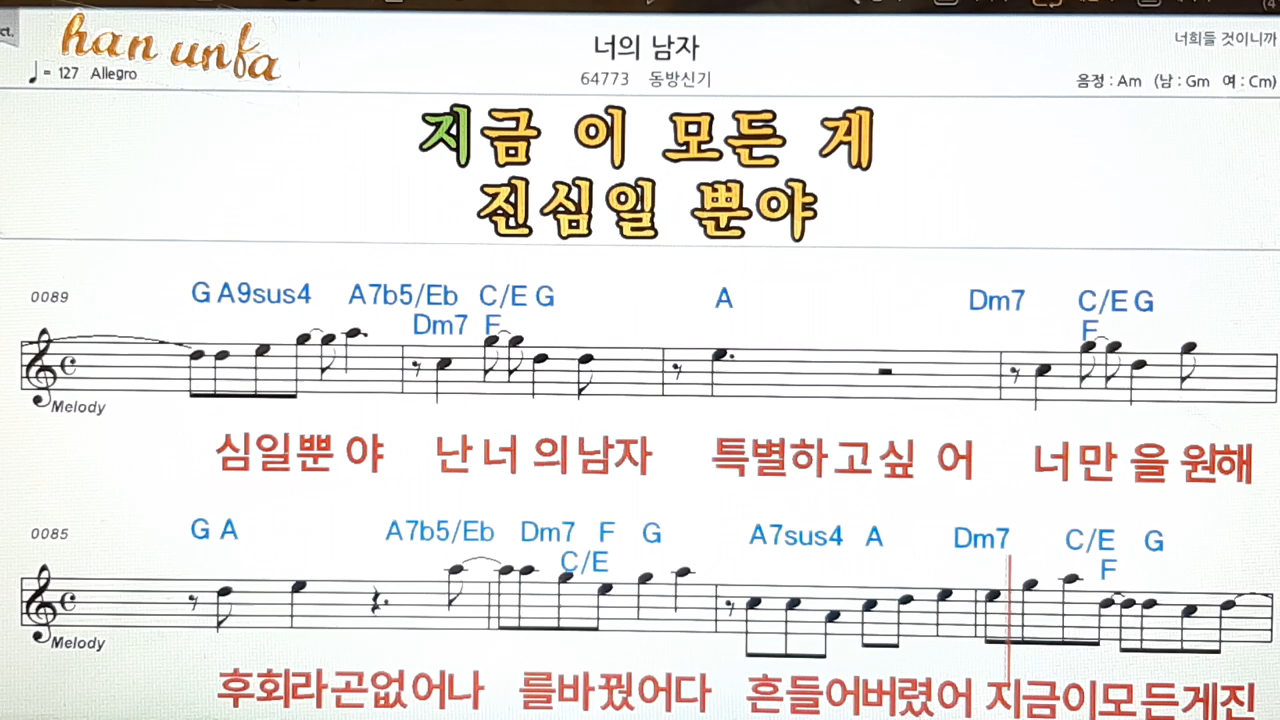 ct.
han unfa
너의 남자
너희들 것이니까
♩ = 127 Allegro
64773 동방신기
음정 : Am (남 : Gm 여 : Cm)
지금 이 모든 게
진심일 뿐야
0089
G A9sus4 A7b5/Eb C/E G A Dm7 C/E G
Dm7 F F
Melody
심일뿐 야 난 너 의남자 특별하고싶 어 너만 을 원해
0085
G A A7b5/Eb Dm7 F G A7sus4 A Dm7 C/E G
C/E F
Melody
후회라곤없어나 를바꿨어다 흔들어버렸어 지금이모든게진